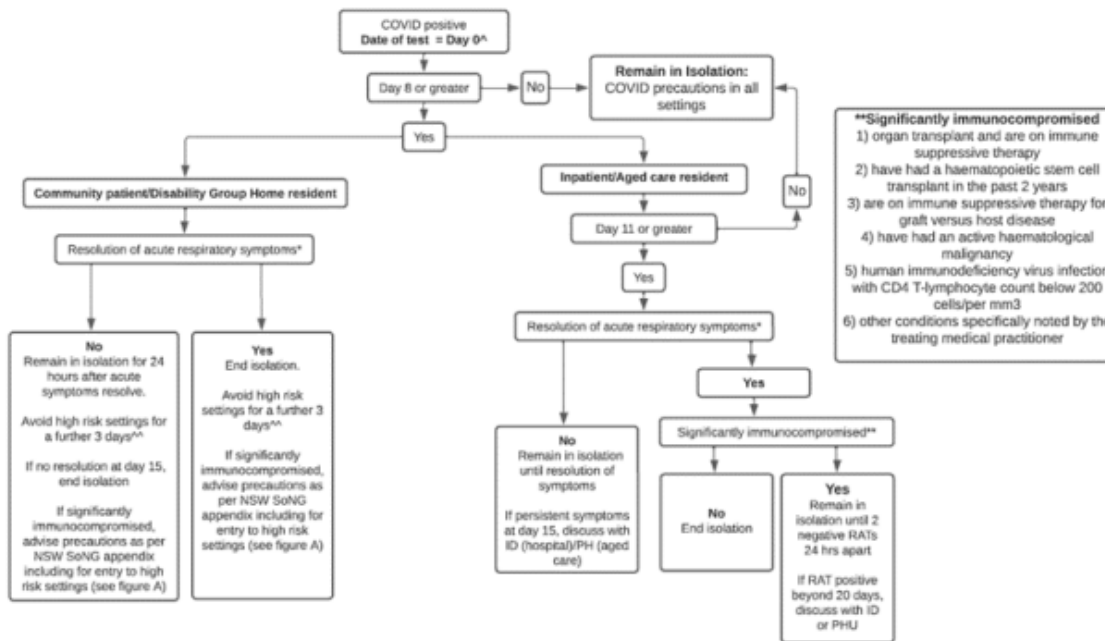 COVID positive
Date of test = Day 0^
Day 8 or greater
No
Remain in Isolation:
COVID precautions in all
settings
Yes
Community patient/Disability Group Home resident
Inpatient/Aged care resident
No
Day 11 or greater
Yes
Resolution of acute respiratory symptoms*
Resolution of acute respiratory symptoms*
No
Remain in isolation for 24
hours after acute
symptoms resolve.
Avoid high risk settings for
a further 3 days^^
If no resolution at day 15,
end isolation
If significantly
immunocompromised,
advise precautions as per
NSW SoNG appendix
including for entry to high
risk settings (see figure A)
Yes
End isolation.
Avoid high risk
settings for a further 3
days^^
If significantly
immunocompromised,
advise precautions as
per NSW SoNG
appendix including for
entry to high risk
settings (see figure A)
No
Remain in isolation
until resolution of
symptoms
If persistent symptoms
at day 15, discuss with
ID (hospital)/PH (aged
care)
Yes
Significantly immunocompromised**
No
End isolation
Yes
Remain in
isolation until 2
negative RATs
24 hrs apart
If RAT positive
beyond 20 days,
discuss with ID
or PHU
**Significantly immunocompromised
1) organ transplant and are on immune
suppressive therapy
2) have had a haematopoietic stem cell
transplant in the past 2 years
3) are on immune suppressive therapy for
graft versus host disease
4) have had an active haematological
malignancy
5) human immunodeficiency virus infection
with CD4 T-lymphocyte count below 200
cells/per mm3
6) other conditions specifically noted by the
treating medical practitioner